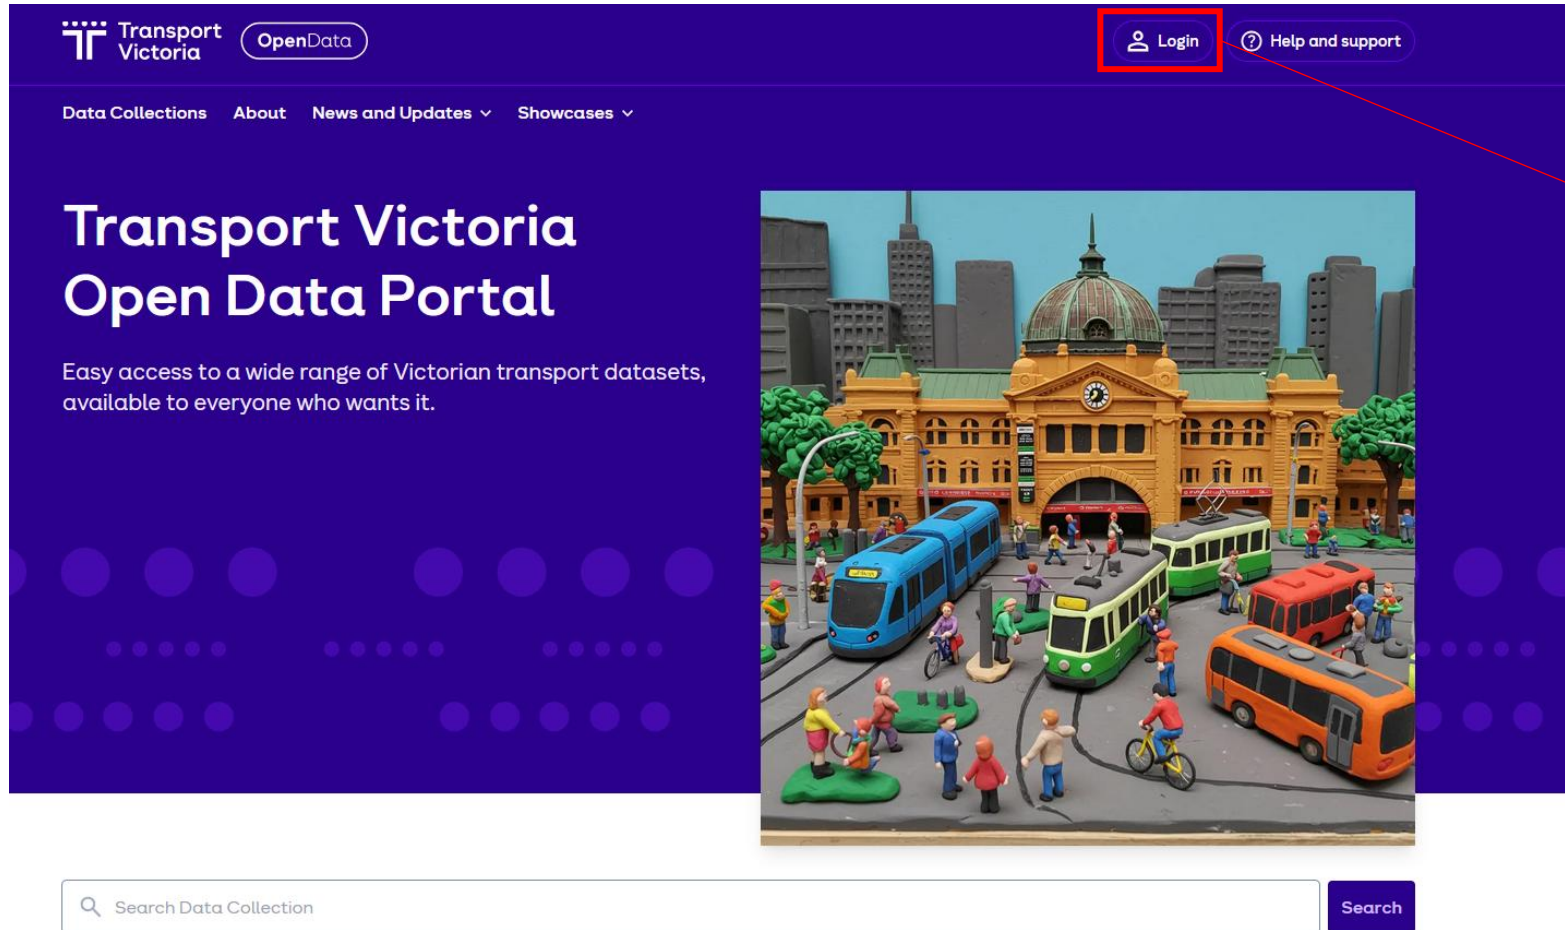 Transport
Victoria
OpenData
Login
Help and support
Data Collections About News and Updates Showcases
Transport Victoria
Open Data Portal
Easy access to a wide range of Victorian transport datasets,
available to everyone who wants it.
Search Data Collection
Search